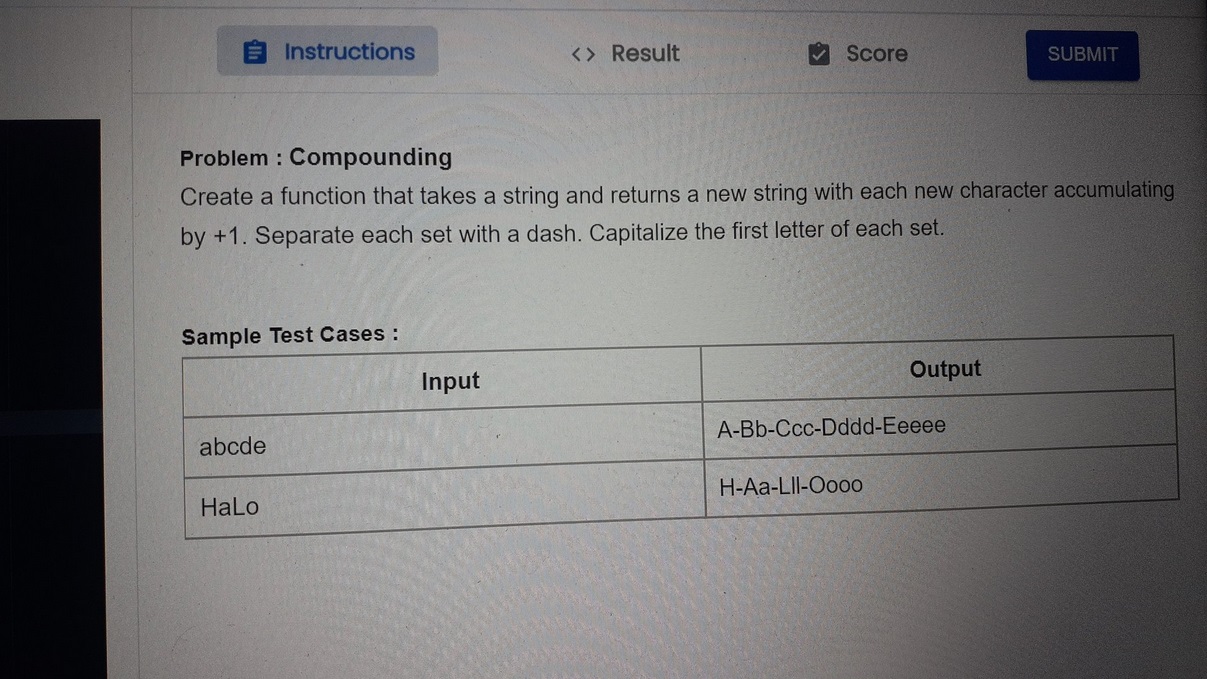 Instructions
<> Result
Score
SUBMIT
Problem : Compounding
Create a function that takes a string and returns a new string with each new character accumulating
by +1. Separate each set with a dash. Capitalize the first letter of each set.
Sample Test Cases :
Input
Output
abcde
A-Bb-Ccc-Dddd-Eeeee
HaLo
H-Aa-Lll-Oooo